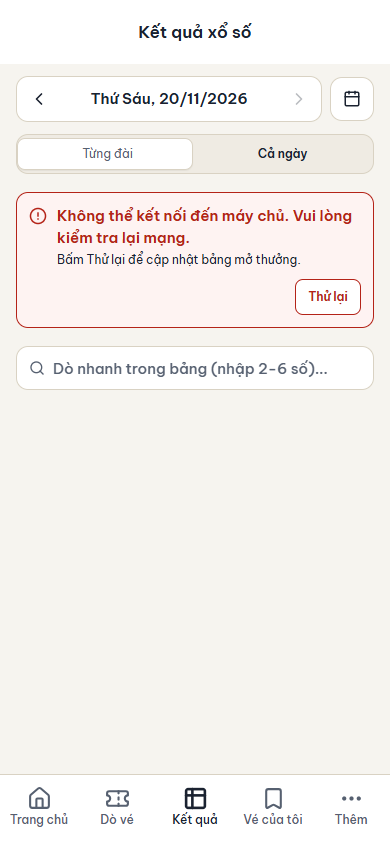 Kết quả xổ số
Thứ Sáu, 20/11/2026
Từng đài
Cả ngày
Không thể kết nối đến máy chủ. Vui lòng
kiểm tra lại mạng.
Bấm Thử lại để cập nhật bảng mở thưởng.
Thử lại
Dò nhanh trong bảng (nhập 2-6 số)...
Trang chủ
Dò vé
Kết quả
Vé của tôi
Thêm